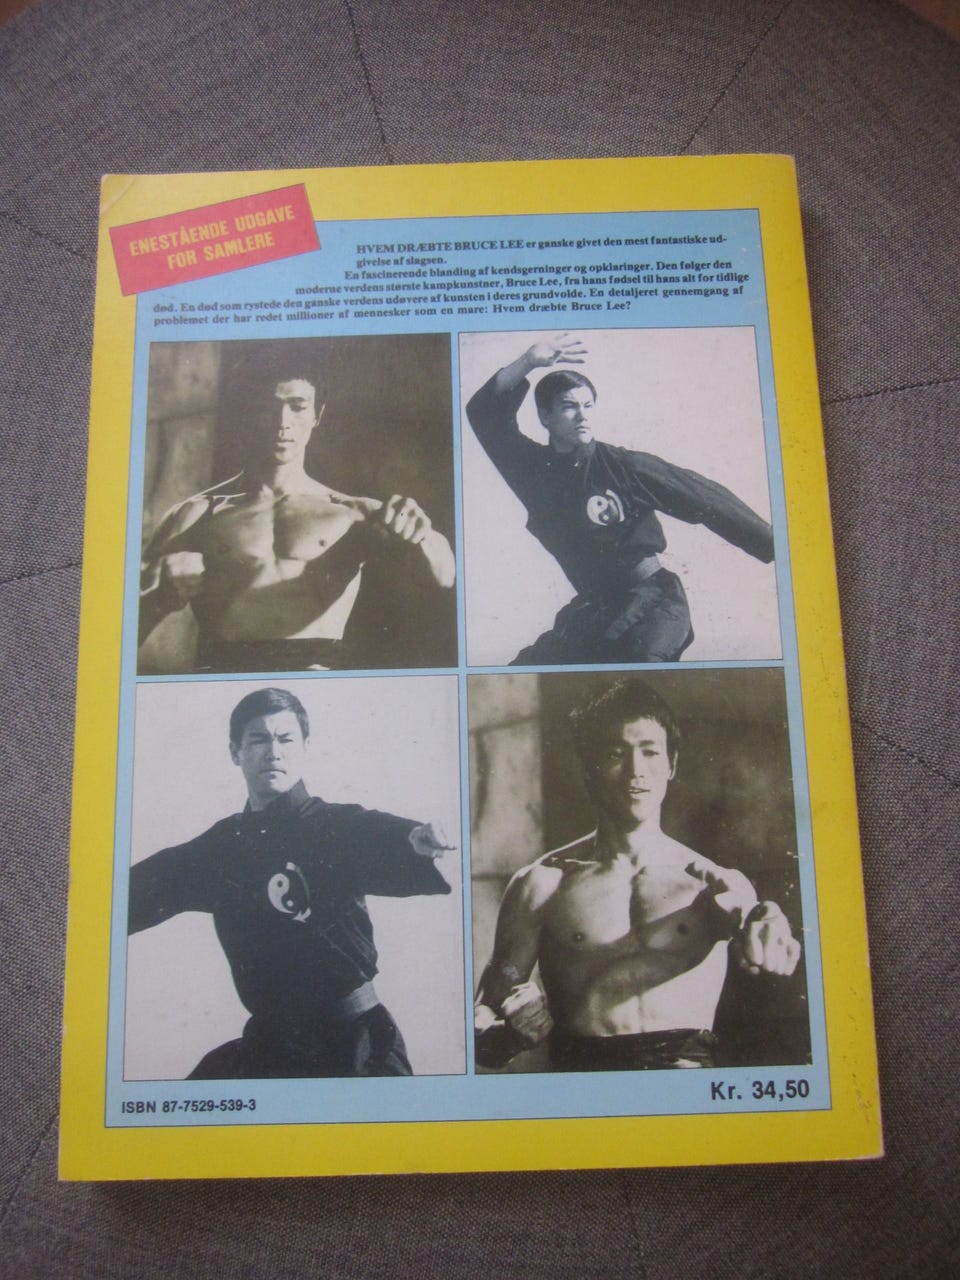 ENESTÅENDE UDGAVE
FOR SAMLERE
HVEM DRÆBTE BRUCE LEE er ganske givet den mest fantastiske ud-
givelse af slagsen.
En fascinerende blanding af kendsgerninger og opklaringer. Den følger den
moderne verdens største kampkunstner, Bruce Lee, fra hans fødsel til hans alt for tidlige
død. En død som rystede den ganske verdens udøvere af kunsten i deres grundvolde. En detaljeret gennemgang af
problemet der har redet millioner af mennesker som en mare: Hvem dræbte Bruce Lee?
ISBN 87-7529-539-3
Kr. 34,50